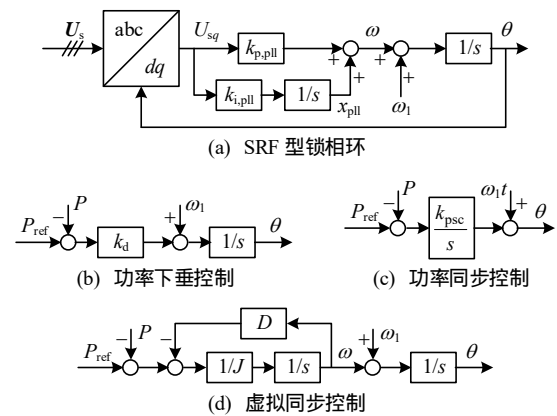 U_s abc dq U_sq k_p,pll + + ω + + 1/s θ
k_i,pll 1/s x_pll ω_1
(a) SRF 型锁相环
P_ref − P k_d + ω_1 1/s θ
(b) 功率下垂控制
P_ref − P k_psc/s ω_1t + θ
(c) 功率同步控制
D
P_ref − P − 1/J 1/s ω + ω_1 1/s θ
(d) 虚拟同步控制